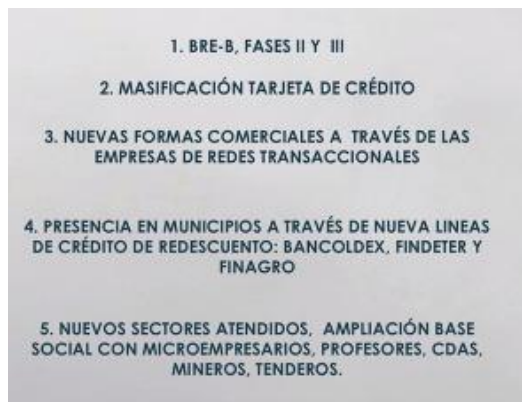 1. BRE-B, FASES II Y III
2. MASIFICACIÓN TARJETA DE CRÉDITO
3. NUEVAS FORMAS COMERCIALES A TRAVÉS DE LAS
EMPRESAS DE REDES TRANSACCIONALES
4. PRESENCIA EN MUNICIPIOS A TRAVÉS DE NUEVA LINEAS
DE CRÉDITO DE REDESCUENTO: BANCOLDEX, FINDETER Y
FINAGRO
5. NUEVOS SECTORES ATENDIDOS, AMPLIACIÓN BASE
SOCIAL CON MICROEMPRESARIOS, PROFESORES, CDAS,
MINEROS, TENDEROS.